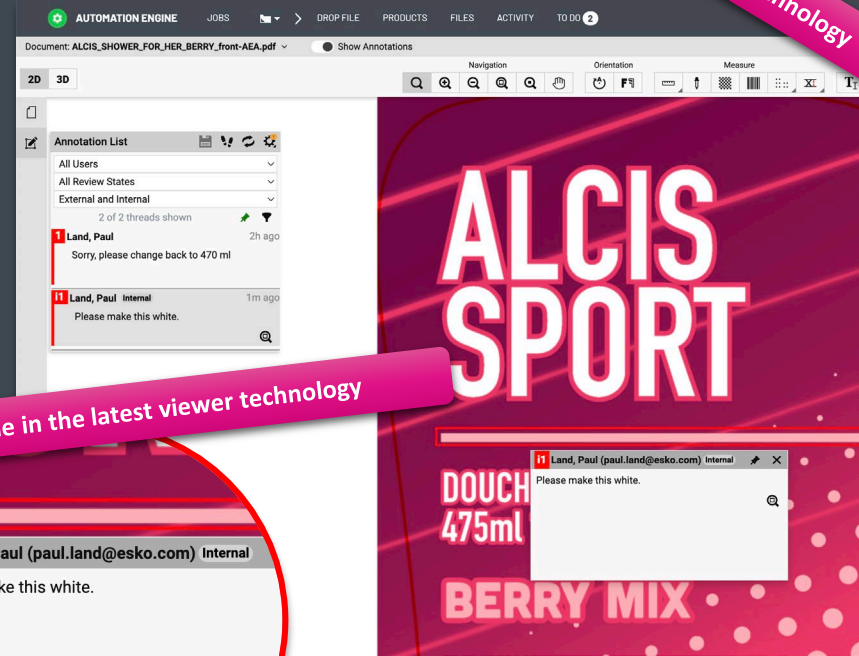 AUTOMATION ENGINE JOBS DROP FILE PRODUCTS FILES ACTIVITY TO DO 2
Document: ALCIS_SHOWER_FOR_HER_BERRY_front-AEA.pdf Show Annotations
2D 3D
Navigation Orientation Measure
Annotation List
All Users
All Review States
External and Internal
2 of 2 threads shown
1 Land, Paul 2h ago
Sorry, please change back to 470 ml
i1 Land, Paul Internal 1m ago
Please make this white.
ALCIS
SPORT
e in the latest viewer technology
i1 Land, Paul (paul.land@esko.com) Internal
Please make this white.
DOUCH
475ml
BERRY MIX
aul (paul.land@esko.com) Internal
ke this white.